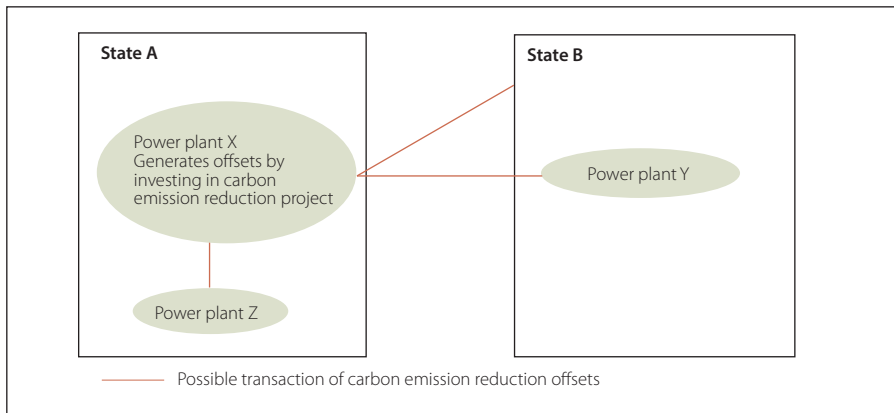 State A
Power plant X
Generates offsets by
investing in carbon
emission reduction project
Power plant Z
State B
Power plant Y
Possible transaction of carbon emission reduction offsets